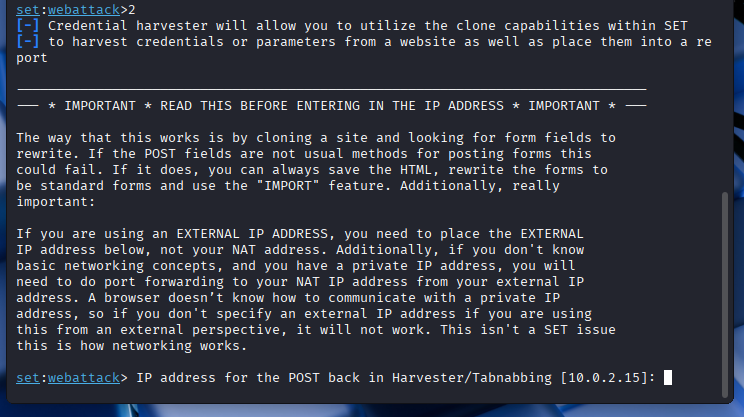 set:webattack>2
[-] Credential harvester will allow you to utilize the clone capabilities within SET
[-] to harvest credentials or parameters from a website as well as place them into a re
port
--- * IMPORTANT * READ THIS BEFORE ENTERING IN THE IP ADDRESS * IMPORTANT * ---
The way that this works is by cloning a site and looking for form fields to
rewrite. If the POST fields are not usual methods for posting forms this
could fail. If it does, you can always save the HTML, rewrite the forms to
be standard forms and use the "IMPORT" feature. Additionally, really
important:
If you are using an EXTERNAL IP ADDRESS, you need to place the EXTERNAL
IP address below, not your NAT address. Additionally, if you don't know
basic networking concepts, and you have a private IP address, you will
need to do port forwarding to your NAT IP address from your external IP
address. A browser doesn’t know how to communicate with a private IP
address, so if you don't specify an external IP address if you are using
this from an external perspective, it will not work. This isn't a SET issue
this is how networking works.
set:webattack> IP address for the POST back in Harvester/Tabnabbing [10.0.2.15]: